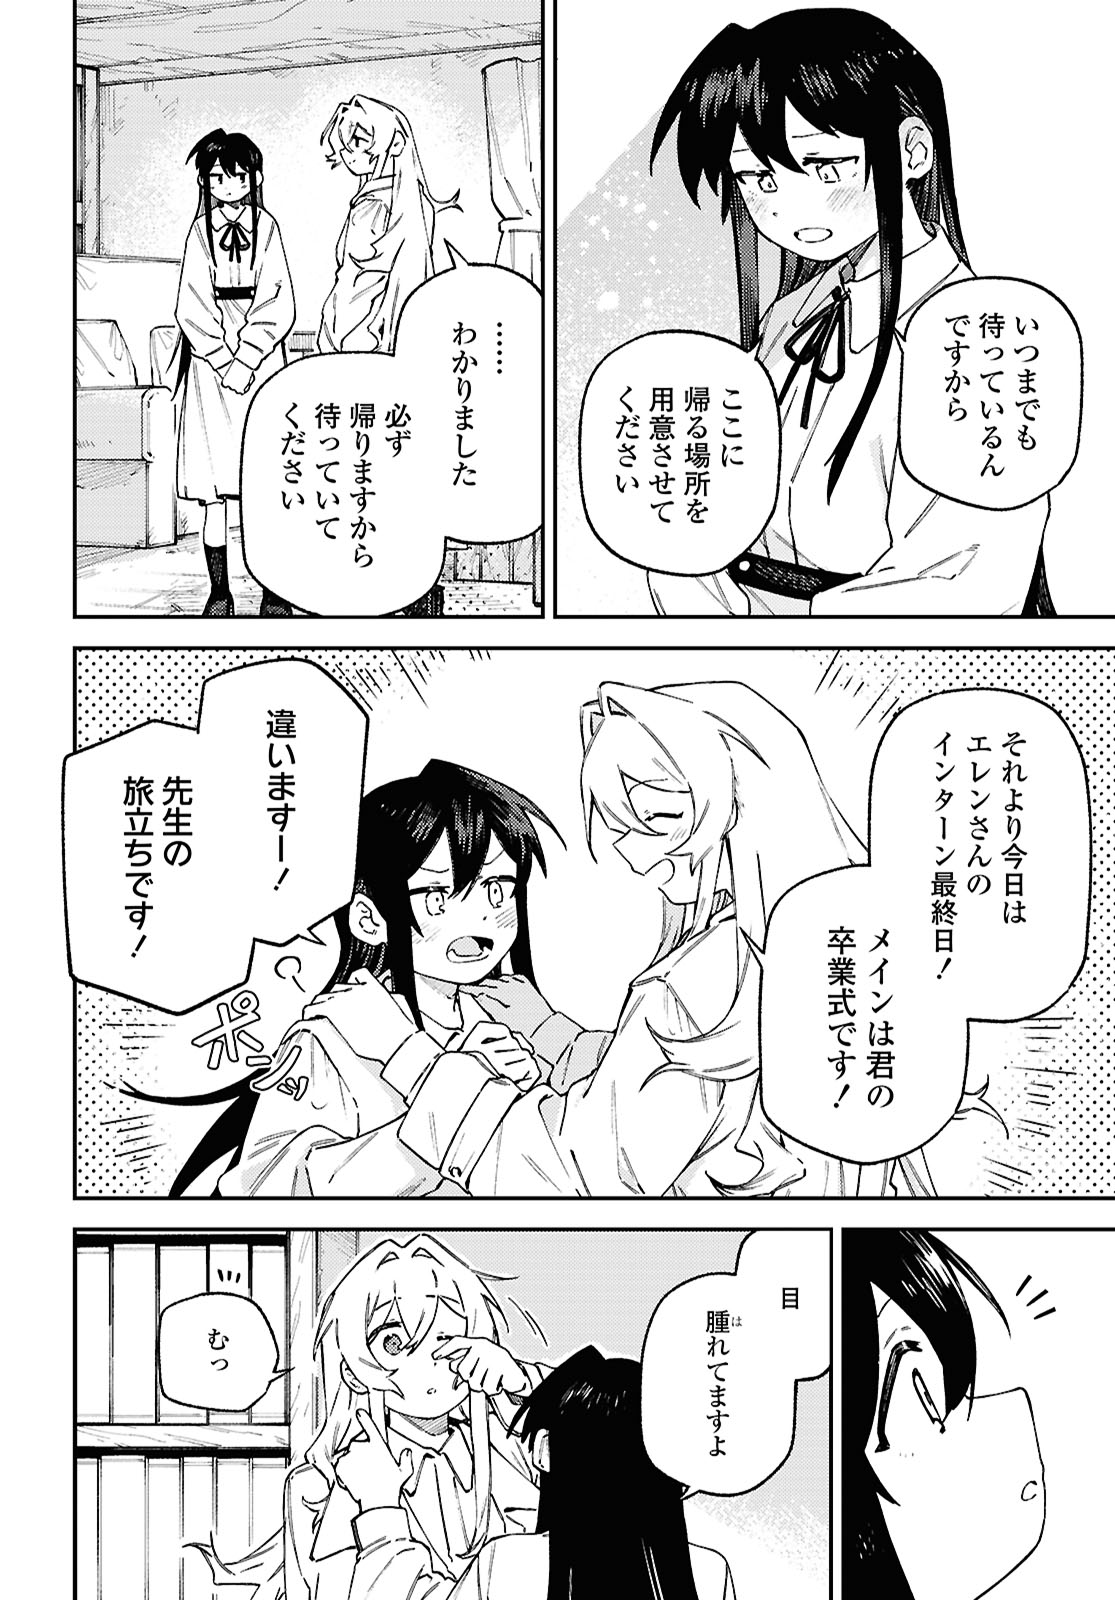 いつまでも
待っているん
ですから
ここに
帰る場所を
用意させて
ください
……
わかりました
必ず
帰りますから
待っていて
ください
それより今日は
エレンさんの
インターン最終日！
メインは君の
卒業式です！
違いますー！
先生の
旅立ちです！
ポンッ
目
腫れてますよ
は
むっ